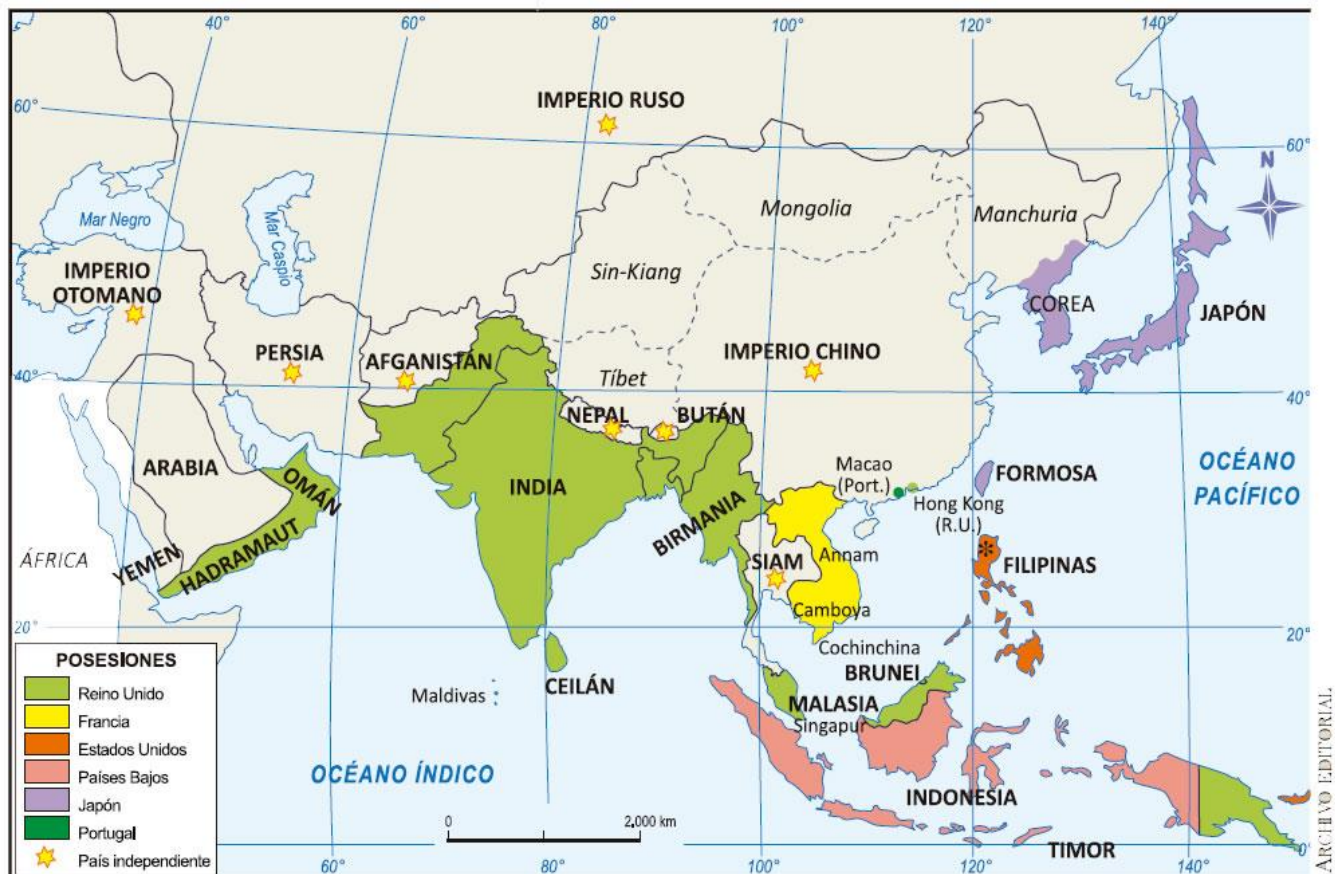 40°
60°
80°
100°
120°
140°
60°
IMPERIO RUSO
60°
N
Mar Negro
Mar Caspio
Mongolia
Manchuria
IMPERIO
OTOMANO
Sin-Kiang
COREA
JAPÓN
PERSIA
AFGANISTÁN
IMPERIO CHINO
Tíbet
40°
40°
NEPAL
BUTÁN
ARABIA
OMÁN
INDIA
Macao
(Port.)
FORMOSA
OCÉANO
PACÍFICO
Hong Kong
(R.U.)
BIRMANIA
ÁFRICA
YEMEN
HADRAMAUT
SIAM
Annam
*
FILIPINAS
Camboya
20°
20°
Cochinchina
BRUNEI
CEILÁN
Maldivas
MALASIA
Singapur
OCÉANO ÍNDICO
INDONESIA
TIMOR
0
2,000 km
0°
60°
80°
100°
120°
140°
POSESIONES
Reino Unido
Francia
Estados Unidos
Países Bajos
Japón
Portugal
País independiente
ARCHIVO EDITORIAL